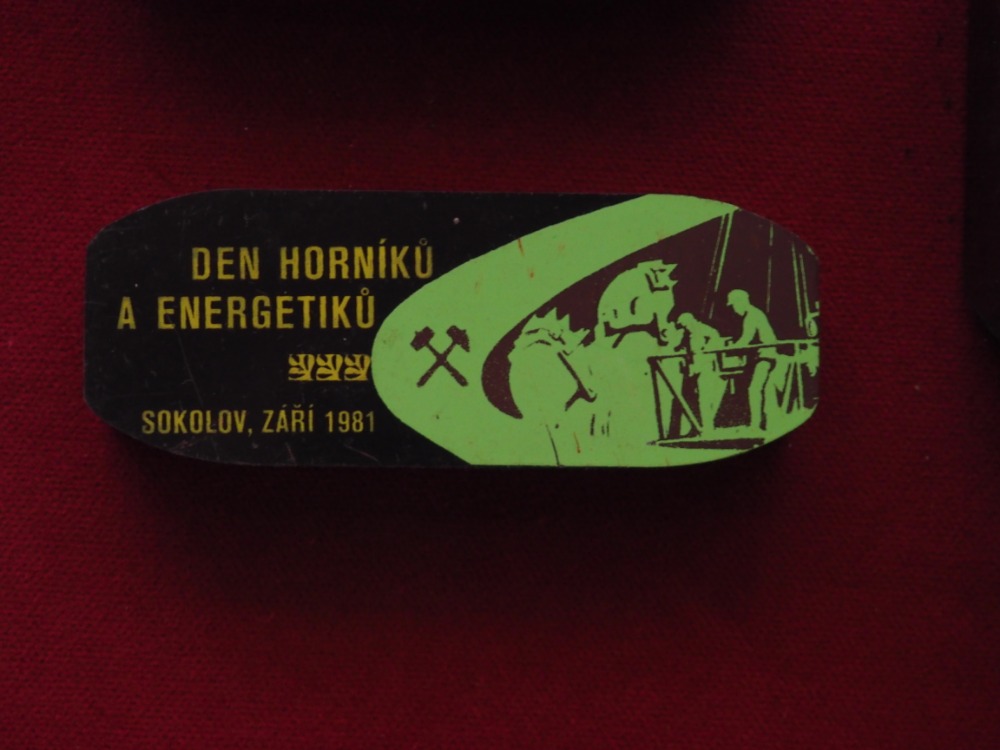 DEN HORNÍKŮ
A ENERGETIKŮ
SOKOLOV, ZÁŘÍ 1981